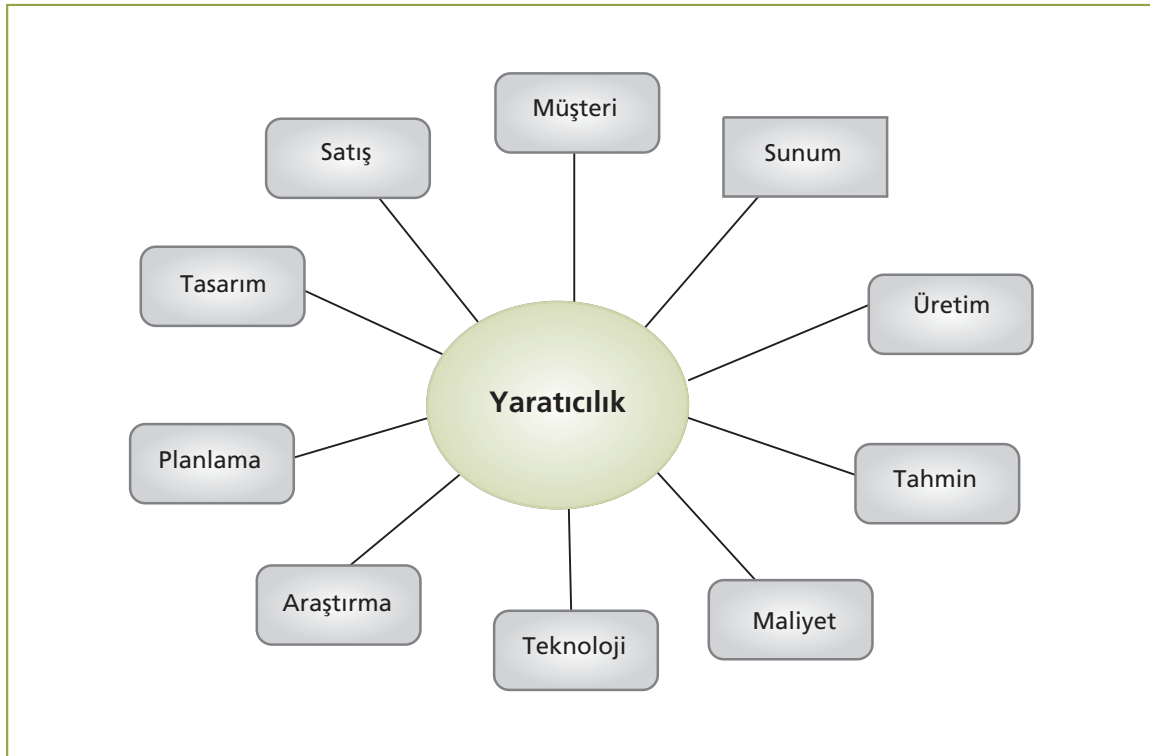 Müşteri
Satış
Sunum
Tasarım
Üretim
Yaratıcılık
Planlama
Tahmin
Araştırma
Teknoloji
Maliyet